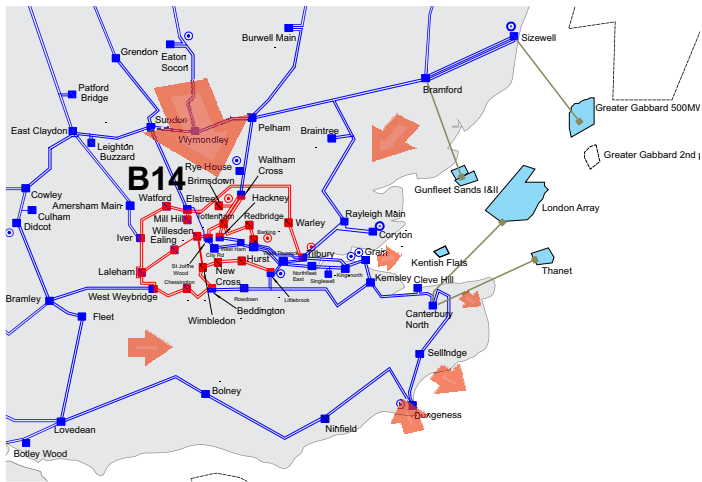 Burwell Main
Sizewell
Grendon
Eaton
Socon
Patford
Bridge
Bramford
Greater Gabbard 500MW
Sundon
Pelham
Braintree
East Claydon
Wymondley
Leighton
Buzzard
Greater Gabbard 2nd p
Waltham
Cross
Rye House
B14
Brimsdown
Gunfleet Sands I&II
Cowley
Culham
Didcot
Amersham Main
Watford
Elstree
Hackney
London Array
Mill Hill
Tottenham
Redbridge
Warley
Rayleigh Main
Coryton
Iver
Willesden
Ealing
Barking
West Ham
City Rd
Tilbury
Grain
Kentish Flats
Thanet
Laleham
St Johns
Wood
New
Cross
Hurst
Northfleet
East
Singlewell
Kingsnorth
Kemsley
Cleve Hill
Chessington
Rowdown
Littlebrook
Bramley
West Weybridge
Wimbledon
Beddington
Canterbury
North
Fleet
Sellindge
Bolney
Dungeness
Ninfield
Lovedean
Botley Wood